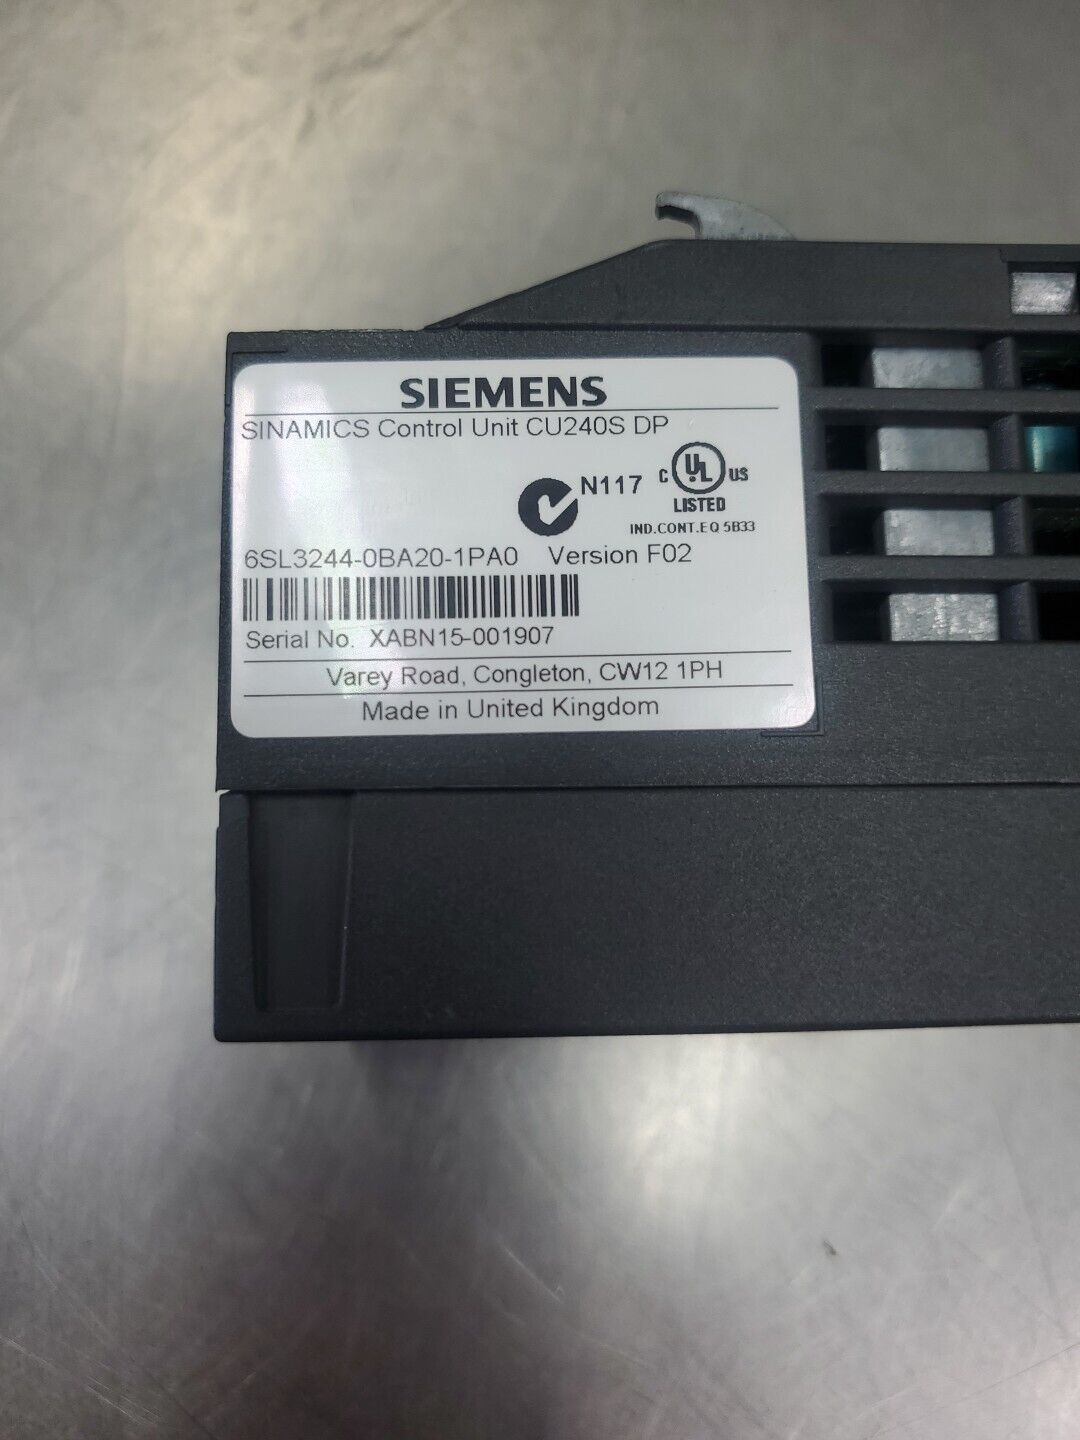 SIEMENS
SINAMICS Control Unit CU240S DP
N117
C UL US
LISTED
IND.CONT.EQ 5B33
6SL3244-0BA20-1PA0 Version F02
Serial No. XABN15-001907
Varey Road, Congleton, CW12 1PH
Made in United Kingdom